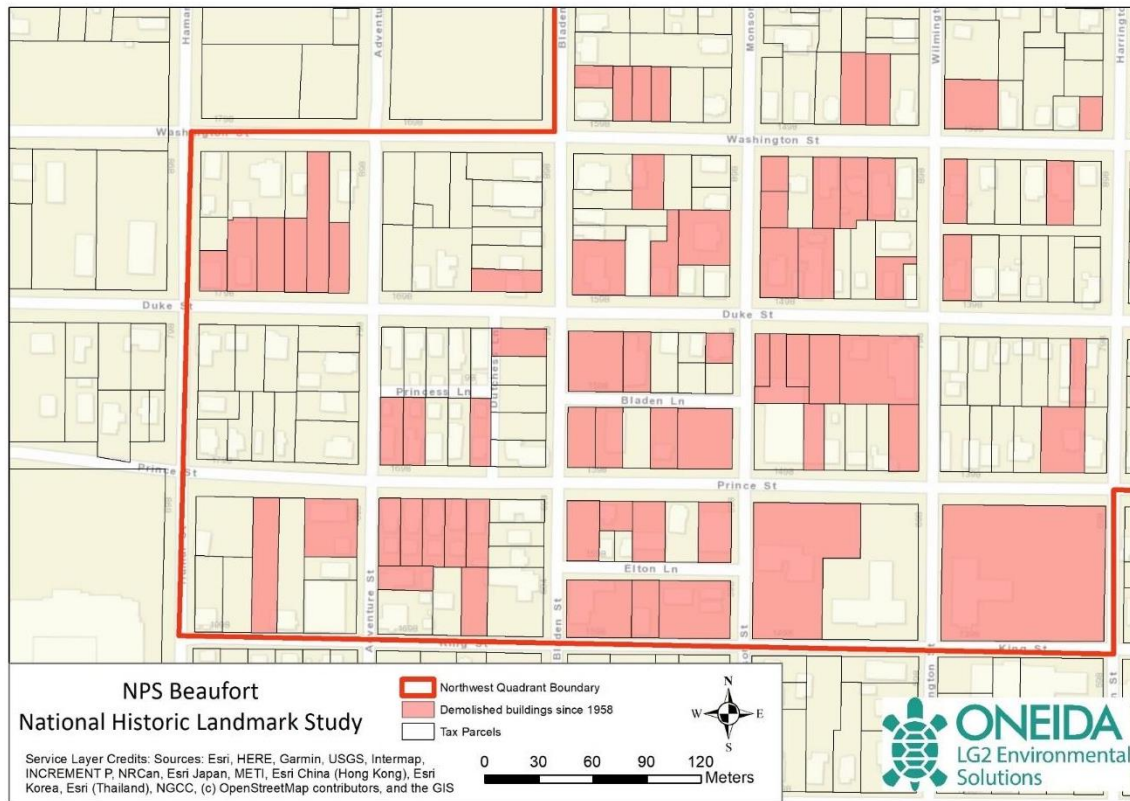 Hamar
Adventure
Bladen
Monson
Wilmington
Harrington
Washington St
Washington St
Duke St
Duke St
Princess Ln
Dutchess Ln
Bladen Ln
Prince St
Prince St
Elton Ln
Adventure St
Bladen St
King St
King St
NPS Beaufort
National Historic Landmark Study
Service Layer Credits: Sources: Esri, HERE, Garmin, USGS, Intermap,
INCREMENT P, NRCan, Esri Japan, METI, Esri China (Hong Kong), Esri
Korea, Esri (Thailand), NGCC, (c) OpenStreetMap contributors, and the GIS
Northwest Quadrant Boundary
Demolished buildings since 1958
Tax Parcels
N
W E
S
0 30 60 90 120
Meters
ONEIDA
LG2 Environmental
Solutions